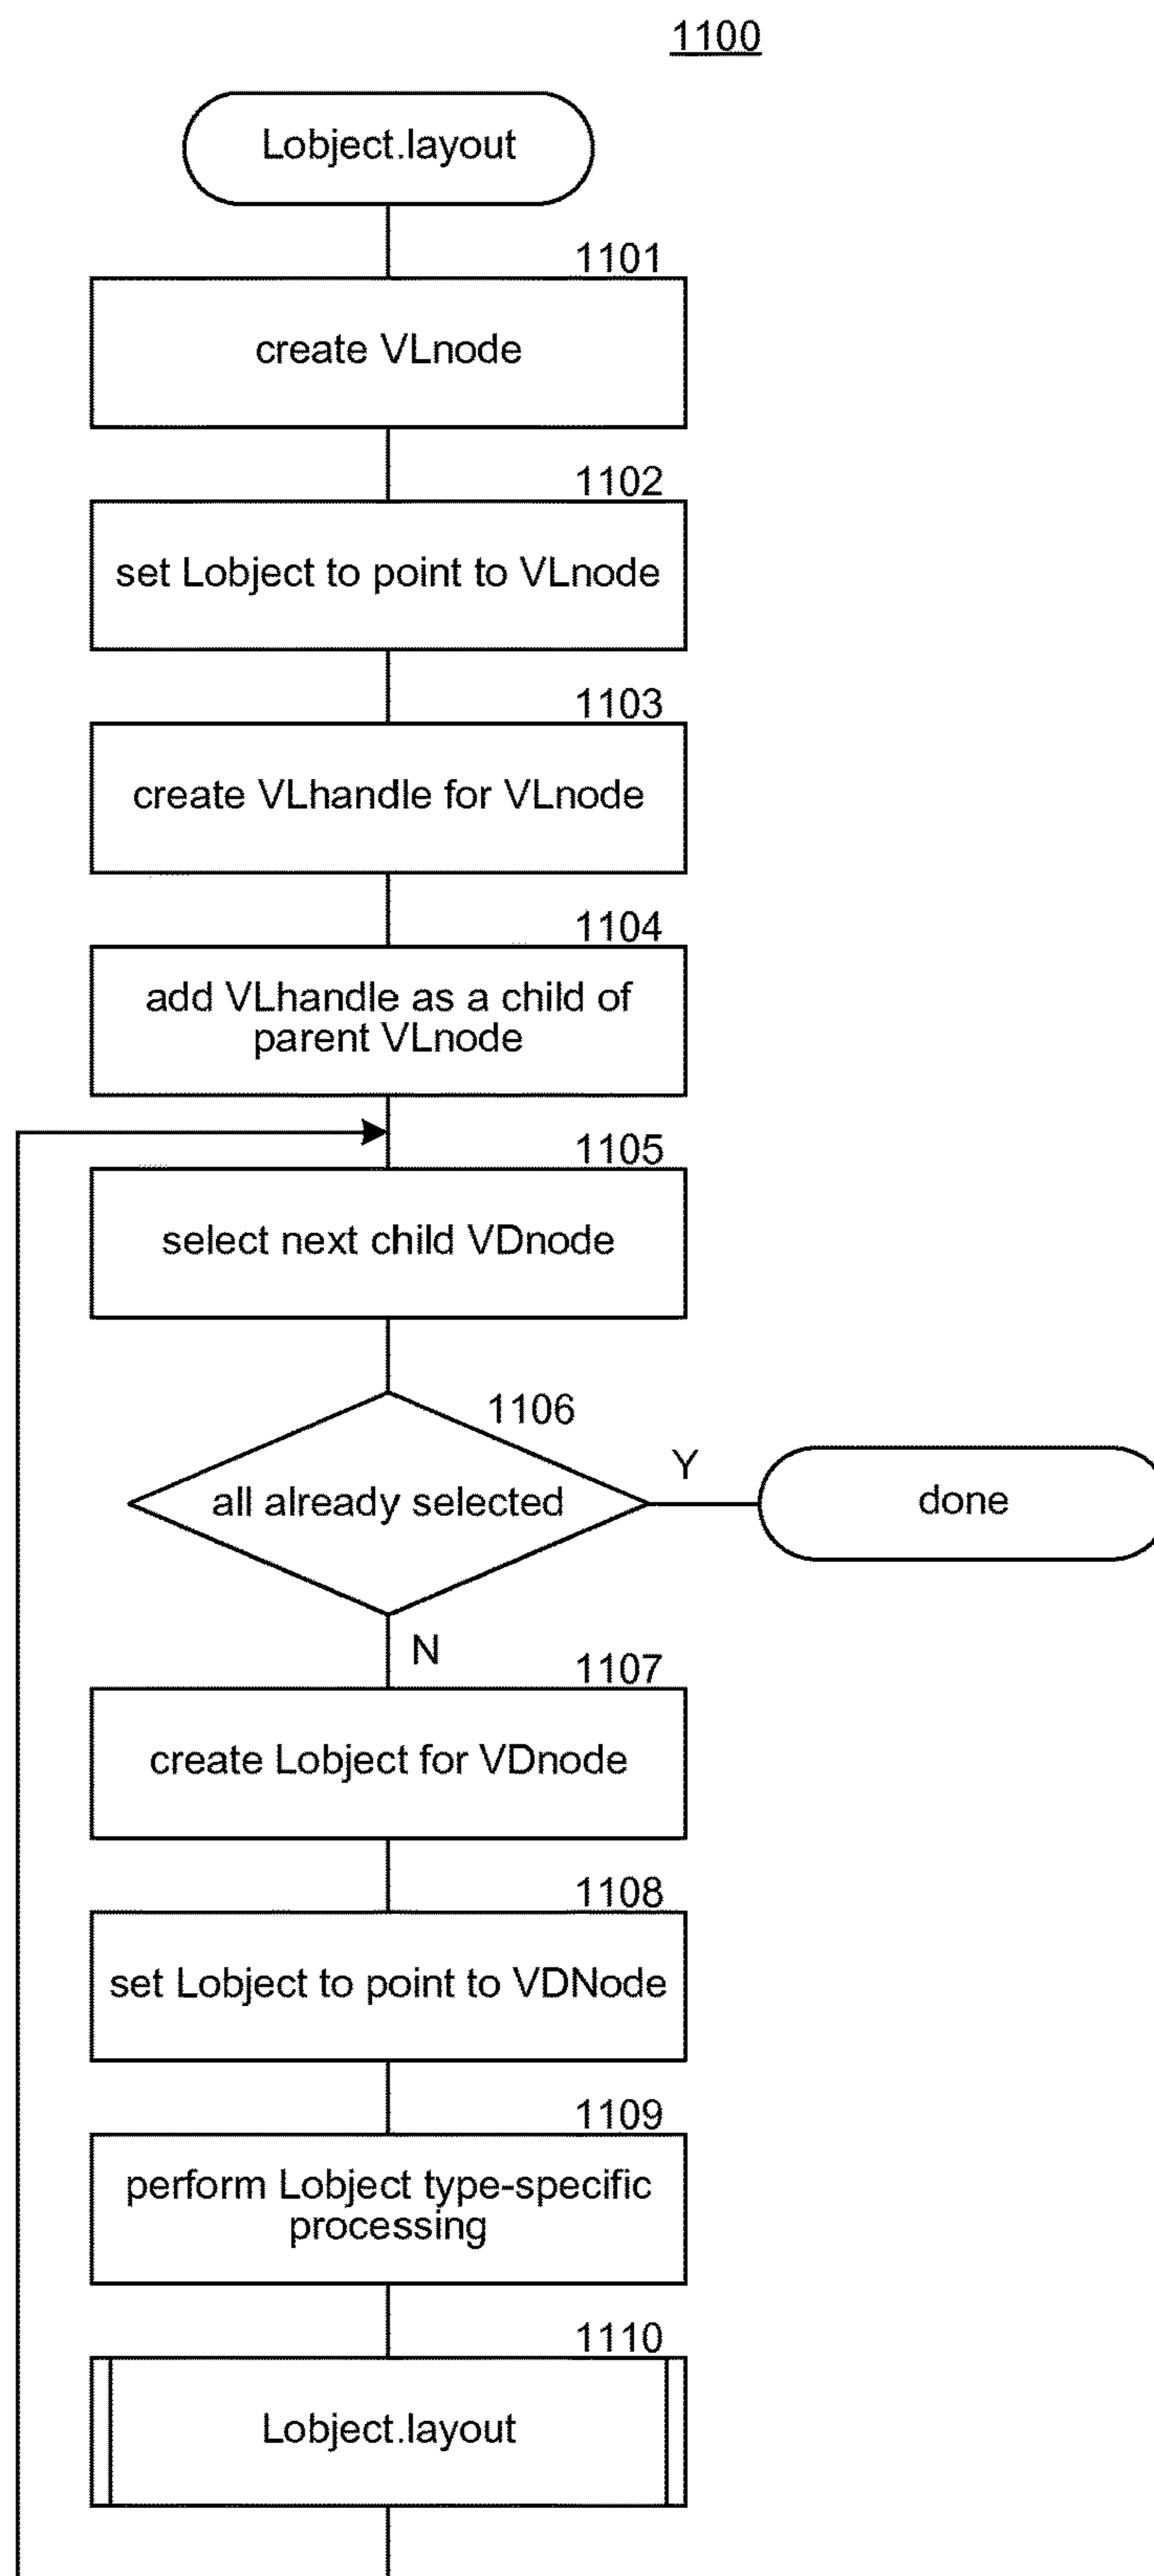 1100
Lobject.layout
1101
create VLnode
1102
set Lobject to point to VLnode
1103
create VLhandle for VLnode
1104
add VLhandle as a child of
parent VLnode
1105
select next child VDnode
1106
all already selected
Y
done
N
1107
create Lobject for VDnode
1108
set Lobject to point to VDNode
1109
perform Lobject type-specific
processing
1110
Lobject.layout